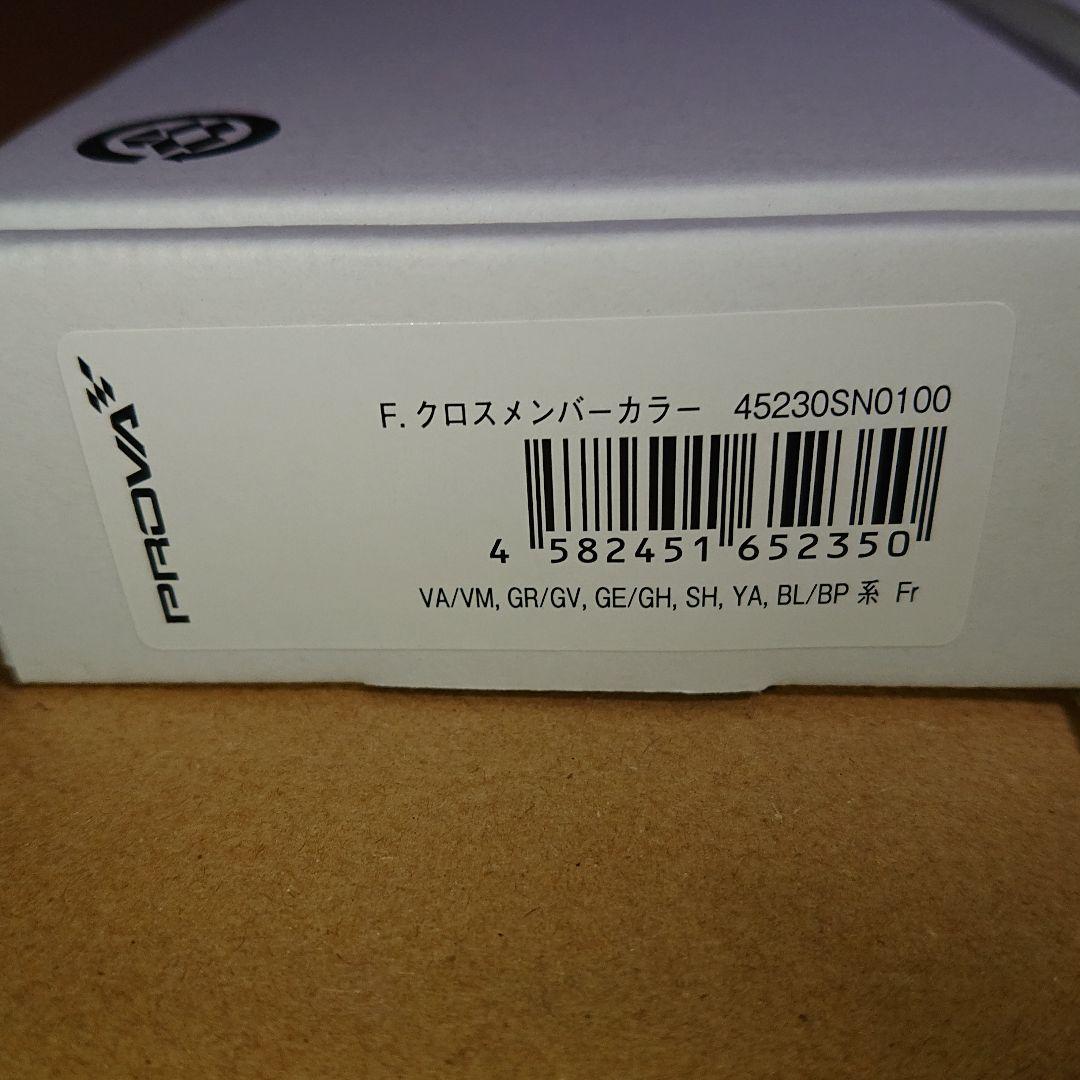 PROVA
F.クロスメンバーカラー 45230SN0100
4 582451 652350
VA/VM, GR/GV, GE/GH, SH, YA, BL/BP 系 Fr